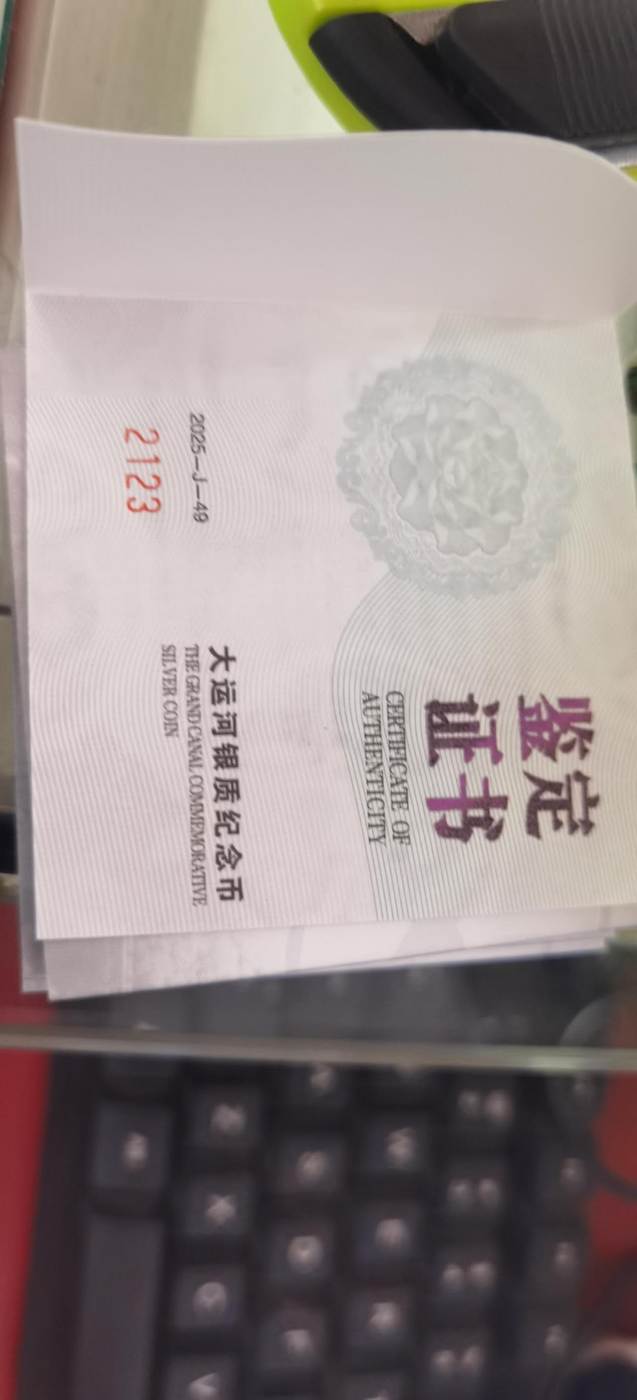 鉴定
证书
CERTIFICATE OF
AUTHENTICITY
大运河银质纪念币
THE GRAND CANAL COMMEMORATIVE
SILVER COIN
2025-J-49
2123
Z
X
C
V
S
D
F
W
E
R